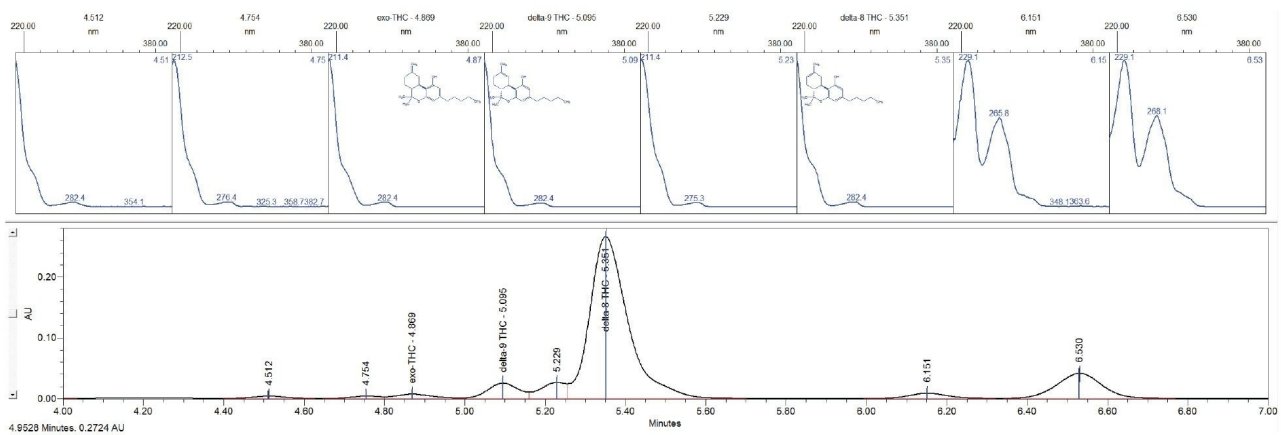 4.512
4.754
exo-THC - 4.869
delta-9 THC - 5.095
5.229
delta-8 THC - 5.351
6.151
6.530
220.00 nm 380.00
220.00 nm 380.00
220.00 nm 380.00
220.00 nm 380.00
220.00 nm 380.00
220.00 nm 380.00
220.00 nm 380.00
220.00 nm 380.00
4.51
282.4
354.1
212.5
4.75
276.4
325.3
358.7382.7
211.4
4.87
282.4
5.09
282.4
211.4
5.23
275.3
5.35
282.4
229.1
6.15
265.8
348.1363.6
229.1
6.53
268.1
AU
0.20
0.10
0.00
4.512
4.754
exo-THC - 4.869
delta-9 THC - 5.095
5.229
delta-8 THC - 5.351
6.151
6.530
4.00 4.20 4.40 4.60 4.80 5.00 5.20 5.40 5.60 5.80 6.00 6.20 6.40 6.60 6.80 7.00
Minutes
4.9528 Minutes. 0.2724 AU